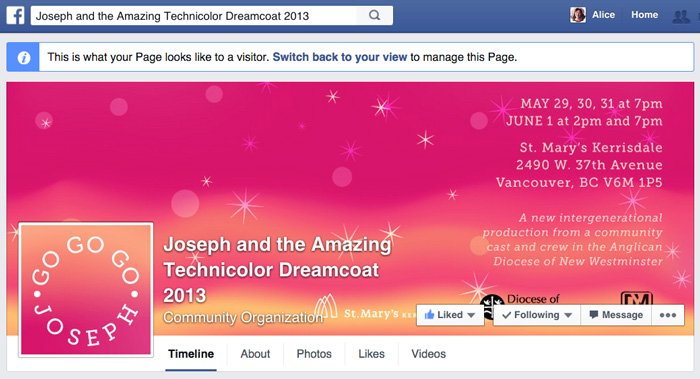 Joseph and the Amazing Technicolor Dreamcoat 2013
Alice
Home
This is what your Page looks like to a visitor. Switch back to your view to manage this Page.
MAY 29, 30, 31 at 7pm
JUNE 1 at 2pm and 7pm
St. Mary's Kerrisdale
2490 W. 37th Avenue
Vancouver, BC V6M 1P5
A new intergenerational
production from a community
cast and crew in the Anglican
Diocese of New Westminster
GO GO GO
JOSEPH
Joseph and the Amazing
Technicolor Dreamcoat
2013
Community Organization
St. Mary's
Diocese of
Liked
Following
Message
Timeline
About
Photos
Likes
Videos